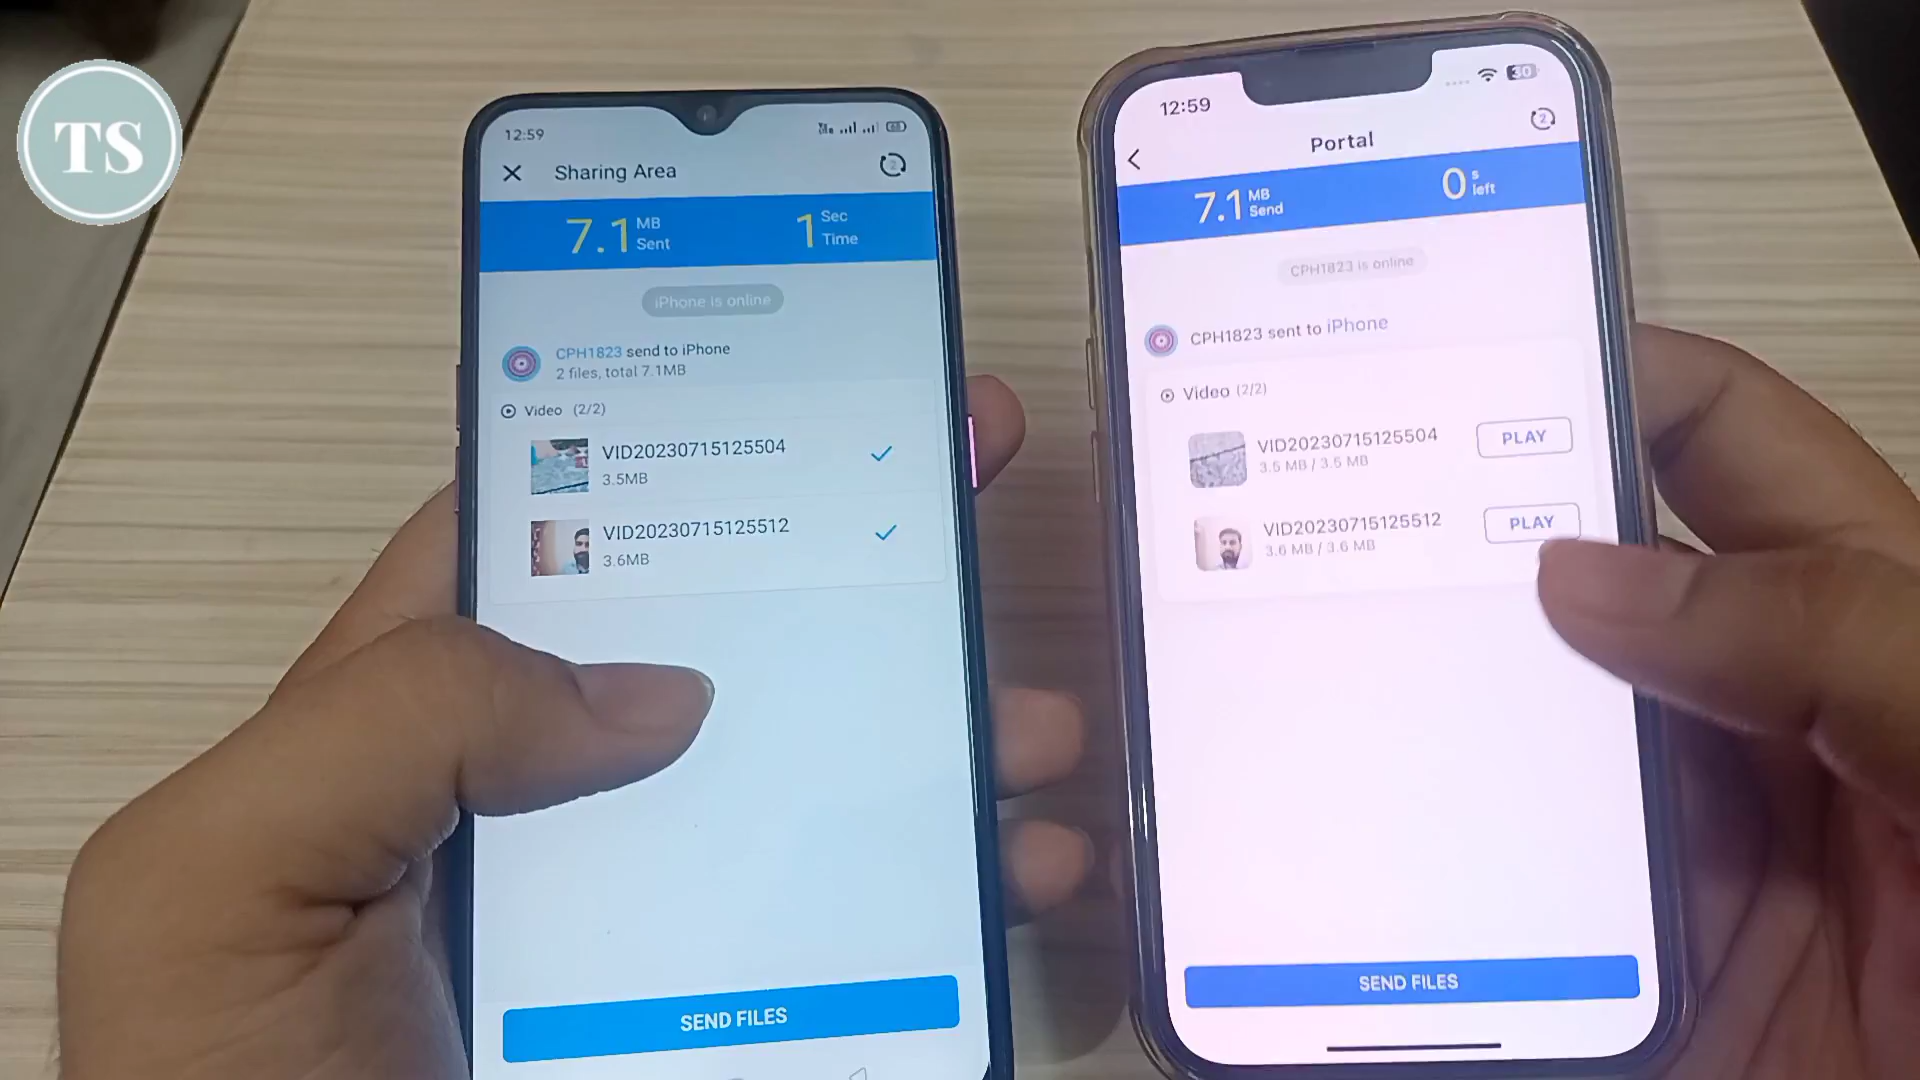 TS
12:59
Sharing Area
2
7.1 MB Sent
1 Sec Time
iPhone is online
CPH1823 send to iPhone
2 files, total 7.1MB
Video (2/2)
VID20230715125504
3.5MB
VID20230715125512
3.6MB
SEND FILES
12:59
30
Portal
2
7.1 MB Send
0 s left
CPH1823 is online
CPH1823 sent to iPhone
Video (2/2)
VID20230715125504
3.5 MB / 3.5 MB
PLAY
VID20230715125512
3.6 MB / 3.6 MB
PLAY
SEND FILES